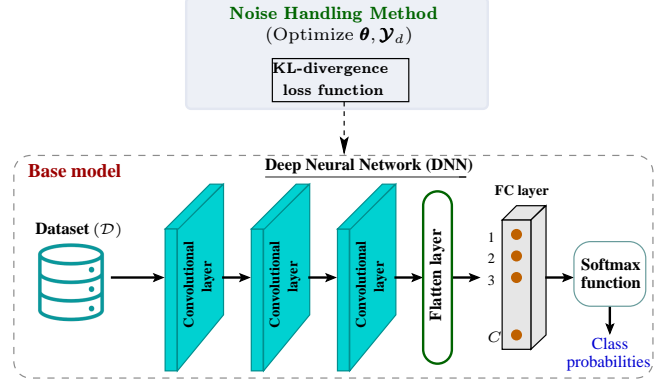 Noise Handling Method
(Optimize θ, 𝒴_d)
KL-divergence
loss function
Deep Neural Network (DNN)
Base model
FC layer
Dataset (𝒟)
Convolutional
layer
Convolutional
layer
Convolutional
layer
Flatten layer
1
2
3
C
Softmax
function
Class
probabilities